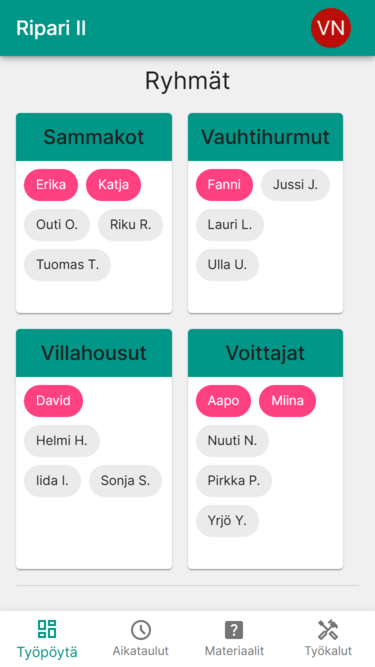 Ripari II
VN
Ryhmät
Sammakot
Erika Katja
Outi O. Riku R.
Tuomas T.
Vauhtihurmut
Fanni Jussi J.
Lauri L.
Ulla U.
Villahousut
David
Helmi H.
Iida I. Sonja S.
Voittajat
Aapo Miina
Nuuti N.
Pirkka P.
Yrjö Y.
Työpöytä Aikataulut Materiaalit Työkalut